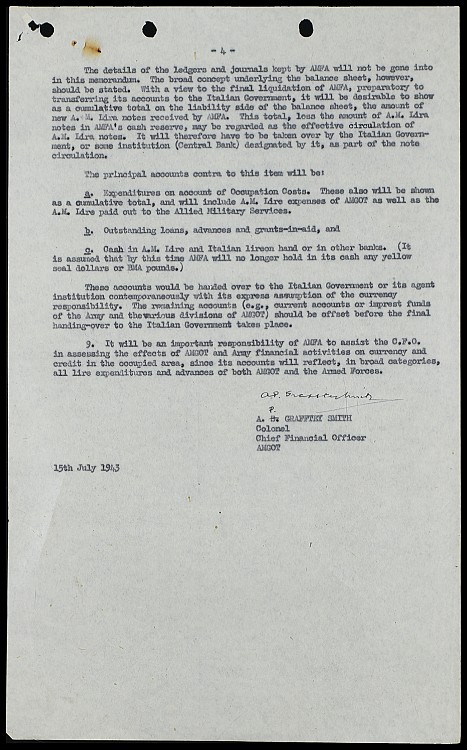 - 4 -
The details of the ledgers and journals kept by AMFA will not be gone into
in this memorandum. The broad concept underlying the balance sheet, however,
should be stated. With a view to the final liquidation of AMFA, preparatory to
transferring its accounts to the Italian Government, it will be desirable to show
as a cumulative total on the liability side of the balance sheet, the amount of
new A. M. Lira notes received by AMFA. This total, less the amount of A.M. Lira
notes in AMFA's cash reserve, may be regarded as the effective circulation of
A.M. Lira notes. It will therefore have to be taken over by the Italian Govern-
ment, or some institution (Central Bank) designated by it, as part of the note
circulation.
The principal accounts contra to this item will be:
a. Expenditures on account of Occupation Costs. These also will be shown
as a cumulative total, and will include A.M. Lire expenses of AMGOT as well as the
A.M. Lire paid out to the Allied Military Services.
b. Outstanding loans, advances and grants-in-aid, and
c. Cash in A.M. Lire and Italian lireon hand or in other banks. (It
is assumed that by this time AMFA will no longer hold in its cash any yellow
seal dollars or BMA pounds.)
These accounts would be handed over to the Italian Government or its agent
institution contemporaneously with its express assumption of the currency
responsibility. The remaining accounts (e.g., current accounts or imprest funds
of the Army and thevarious divisions of AMGOT) should be offset before the final
handing-over to the Italian Government takes place.
9. It will be an important responsibility of AMFA to assist the C.F.O.
in assessing the effects of AMGOT and Army financial activities on currency and
credit in the occupied area, since its accounts will reflect, in broad categories,
all lire expenditures and advances of both AMGOT and the Armed Forces.
P.
A. GRAFFTEY SMITH
Colonel
Chief Financial Officer
AMGOT
15th July 1943